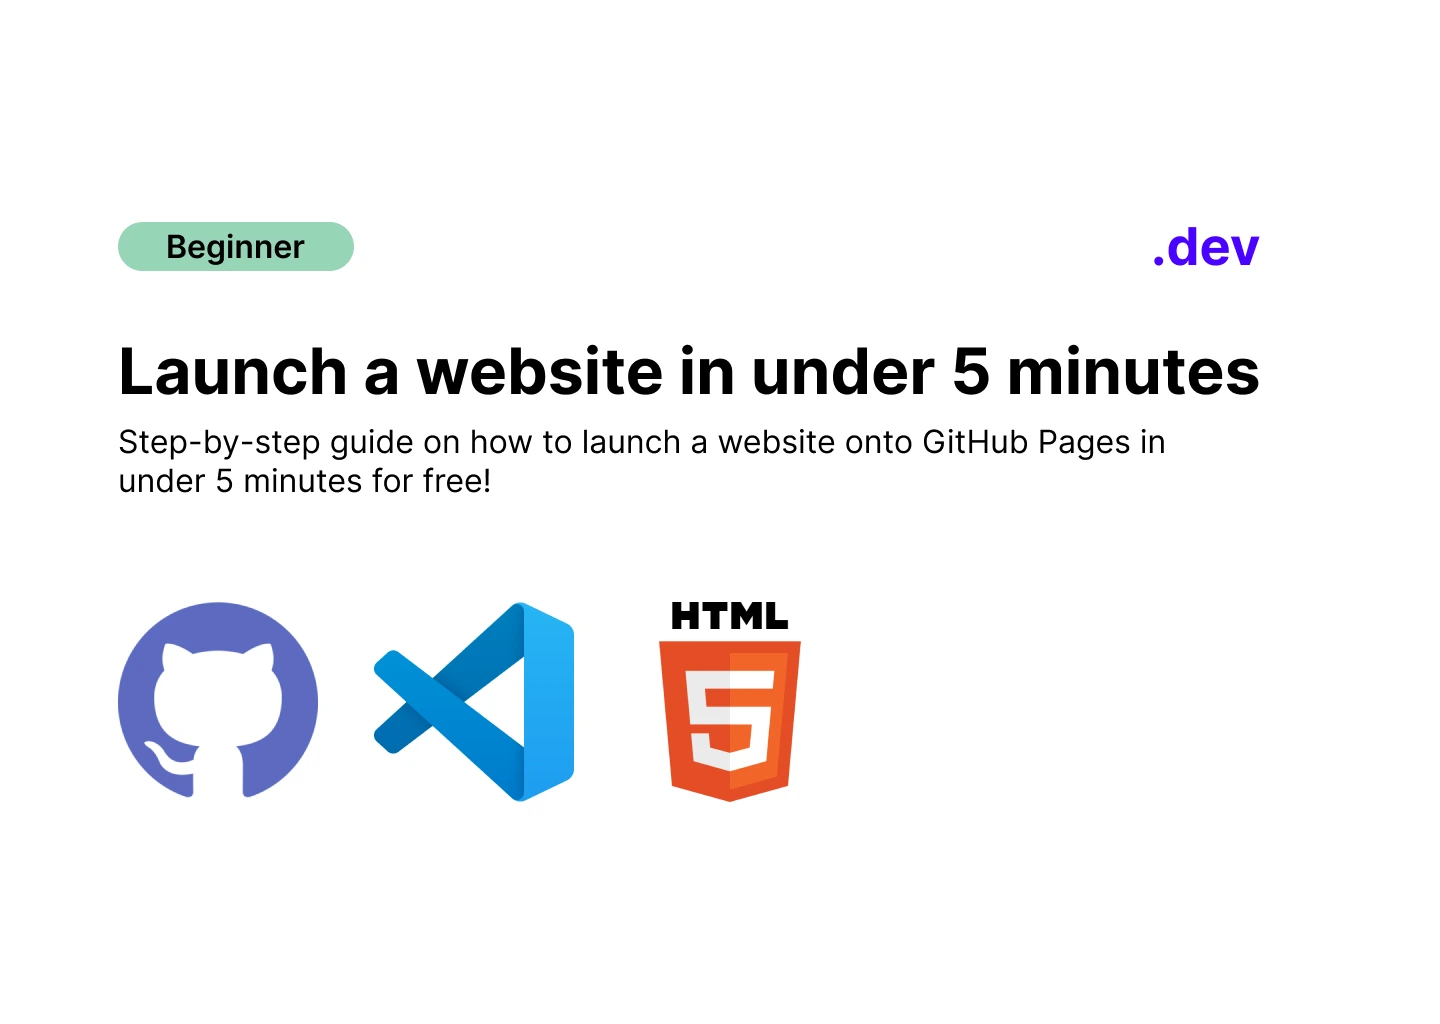 Beginner
.dev
Launch a website in under 5 minutes
Step-by-step guide on how to launch a website onto GitHub Pages in
under 5 minutes for free!
HTML
5